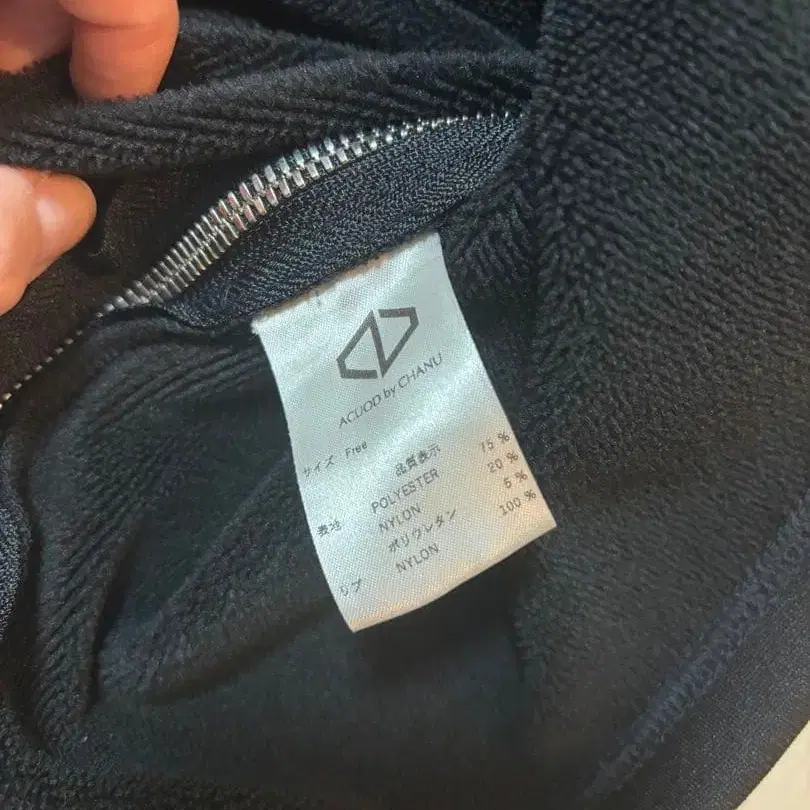 ACUOD by CHANU
サイズ Free
品質表示
表地 POLYESTER 75 %
NYLON 20 %
ポリウレタン 5 %
リブ NYLON 100 %